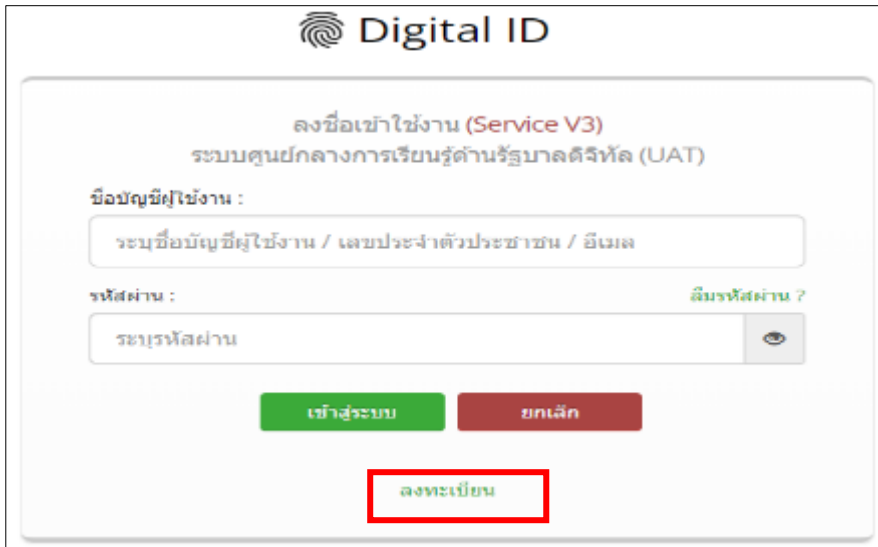 Digital ID
ลงชื่อเข้าใช้งาน (Service V3)
ระบบศูนย์กลางการเรียนรู้ด้านรัฐบาลดิจิทัล (UAT)
ชื่อบัญชีผู้ใช้งาน :
ระบุชื่อบัญชีผู้ใช้งาน / เลขประจำตัวประชาชน / อีเมล
รหัสผ่าน : ลืมรหัสผ่าน ?
ระบุรหัสผ่าน
เข้าสู่ระบบ ยกเลิก
ลงทะเบียน